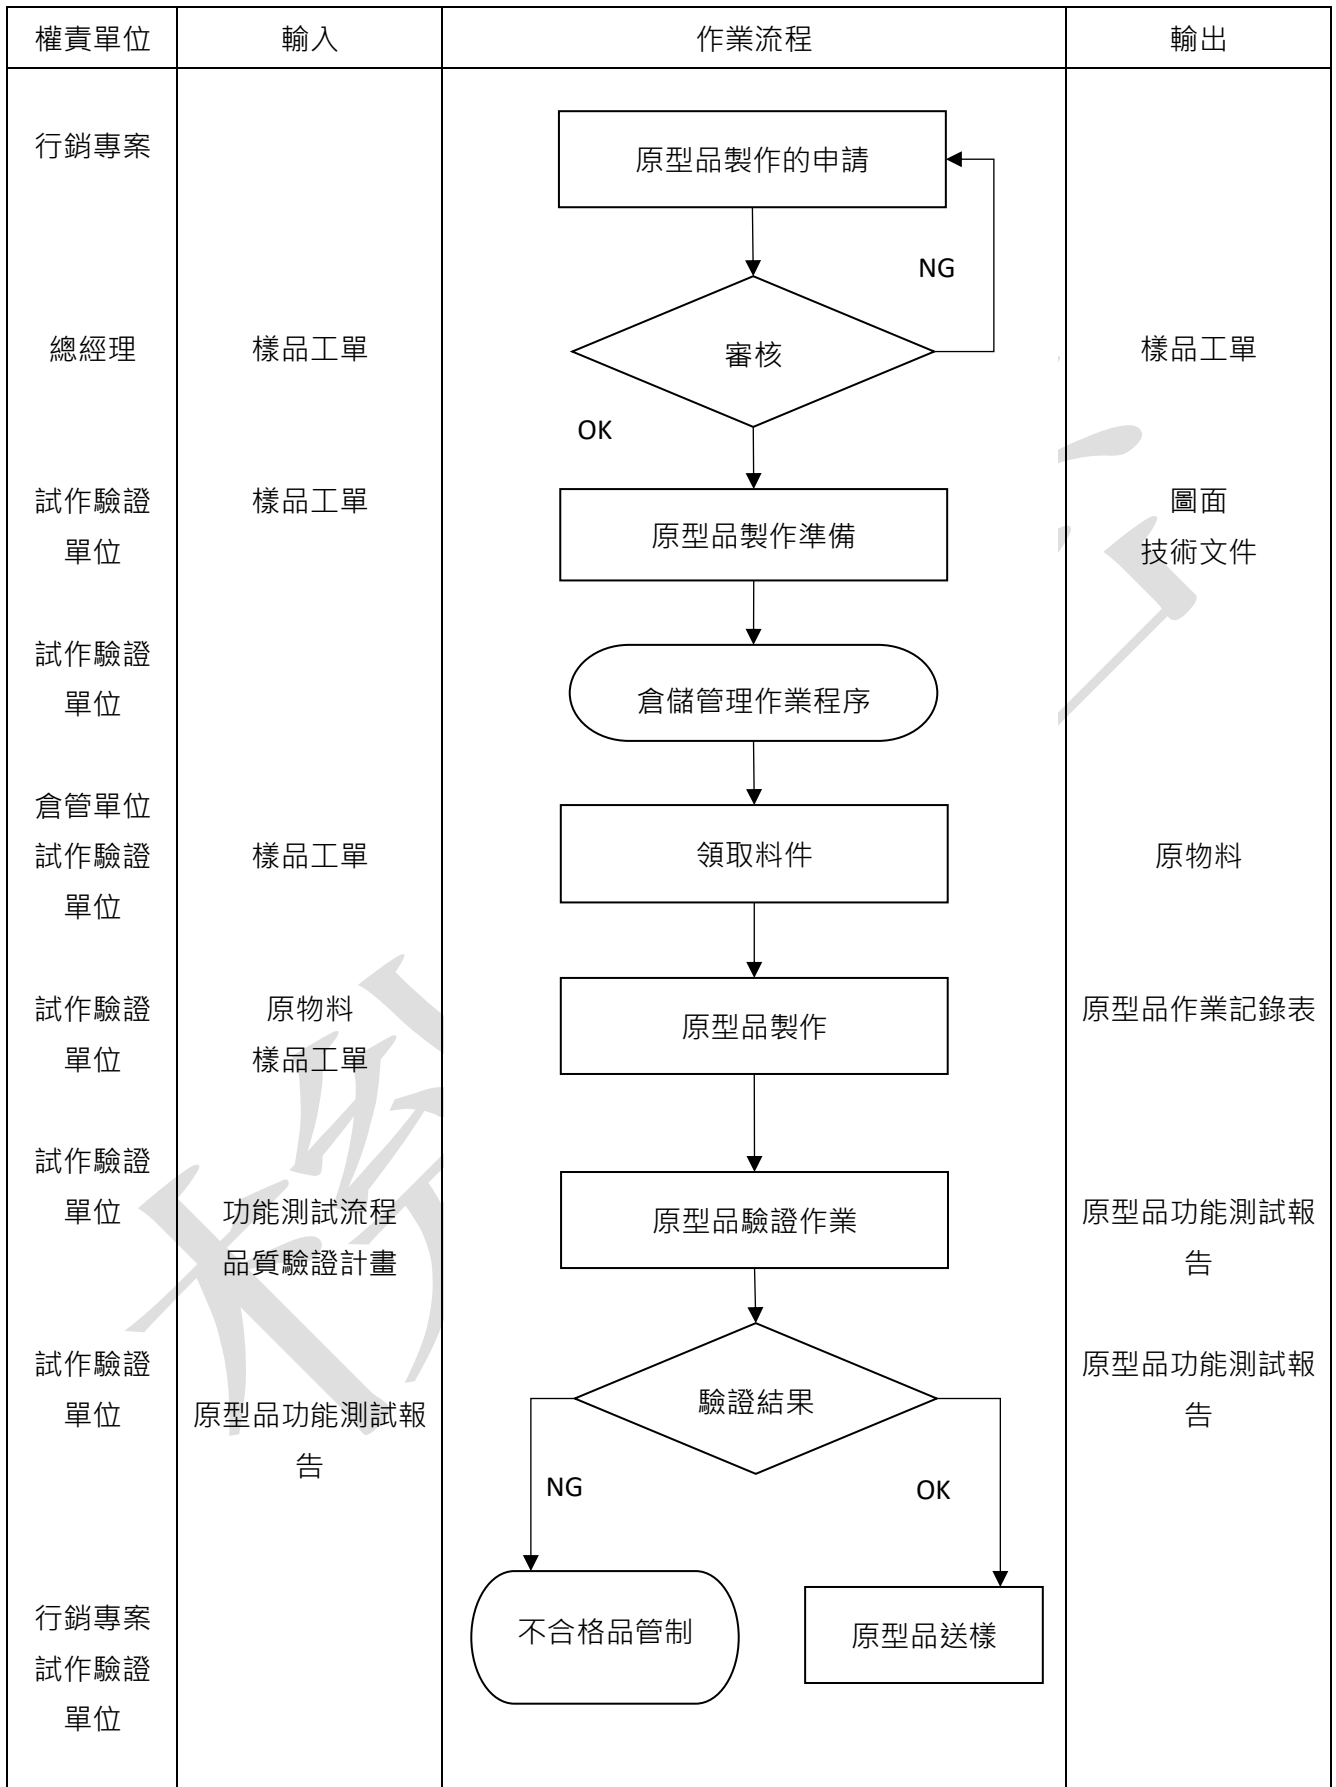 權責單位 輸入 作業流程 輸出
行銷專案
原型品製作的申請
NG
總經理 樣品工單 審核 樣品工單
OK
試作驗證 樣品工單 圖面
單位 原型品製作準備 技術文件
試作驗證
單位 倉儲管理作業程序
倉管單位
試作驗證 樣品工單 領取料件 原物料
單位
試作驗證 原物料 原型品製作 原型品作業記錄表
單位 樣品工單
試作驗證
單位 功能測試流程 原型品驗證作業 原型品功能測試報
品質驗證計畫 告
試作驗證 原型品功能測試報
單位 原型品功能測試報 驗證結果 告
告
NG OK
行銷專案 不合格品管制 原型品送樣
試作驗證
單位